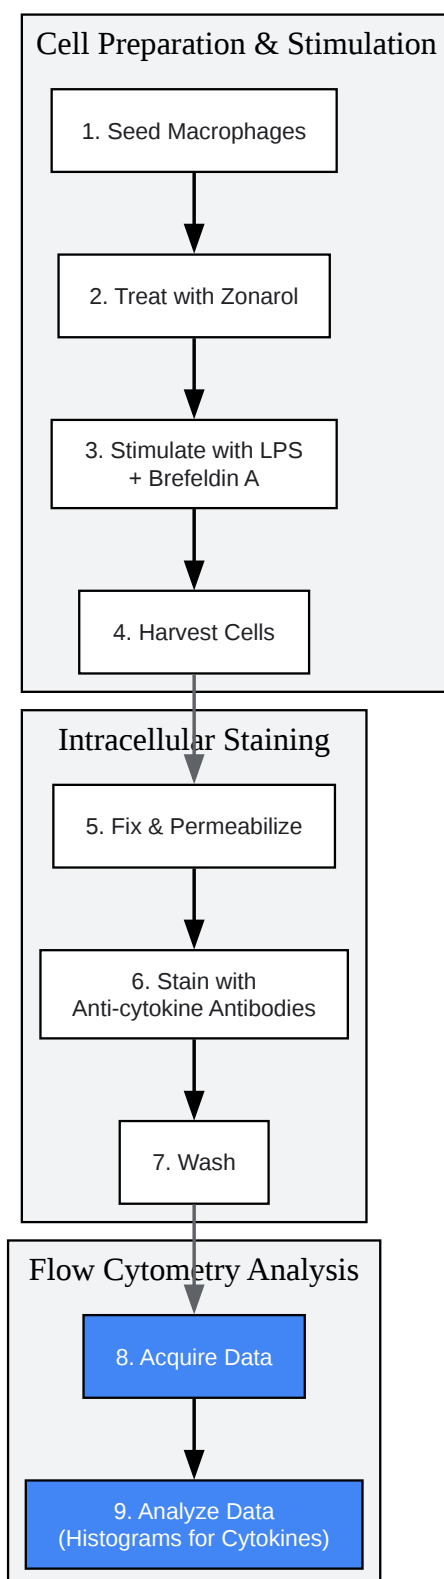 Cell Preparation & Stimulation
1. Seed Macrophages
2. Treat with Zonarol
3. Stimulate with LPS
+ Brefeldin A
4. Harvest Cells
Intracellular Staining
5. Fix & Permeabilize
6. Stain with
Anti-cytokine Antibodies
7. Wash
Flow Cytometry Analysis
8. Acquire Data
9. Analyze Data
(Histograms for Cytokines)